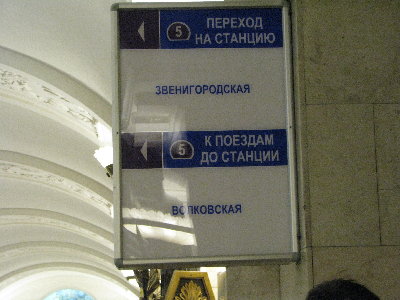 5 ПЕРЕХОД
НА СТАНЦИЮ
ЗВЕНИГОРОДСКАЯ
5 К ПОЕЗДАМ
ДО СТАНЦИИ
ВОЛКОВСКАЯ